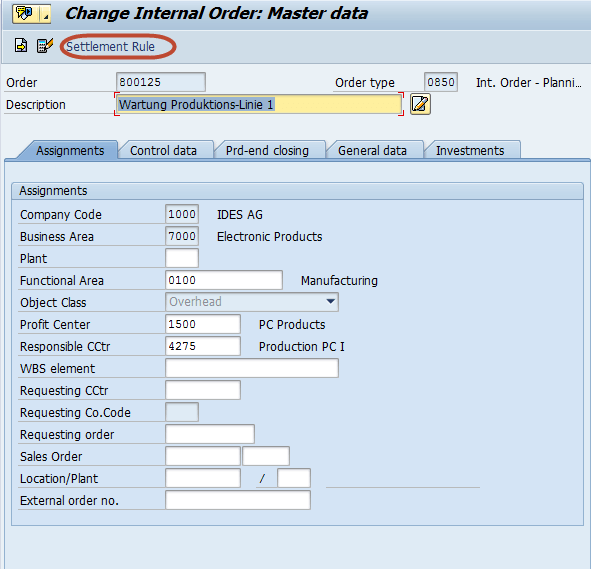 Change Internal Order: Master data
Settlement Rule
Order 800125 Order type 0850 Int. Order - Planni...
Description Wartung Produktions-Linie 1
Assignments Control data Prd-end closing General data Investments
Assignments
Company Code 1000 IDES AG
Business Area 7000 Electronic Products
Plant
Functional Area 0100 Manufacturing
Object Class Overhead
Profit Center 1500 PC Products
Responsible CCtr 4275 Production PC I
WBS element
Requesting CCtr
Requesting Co.Code
Requesting order
Sales Order
Location/Plant /
External order no.